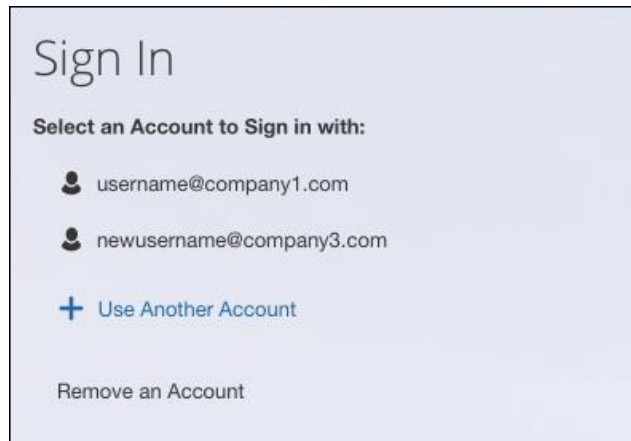 Sign In
Select an Account to Sign in with:
username@company1.com
newusername@company3.com
Use Another Account
Remove an Account